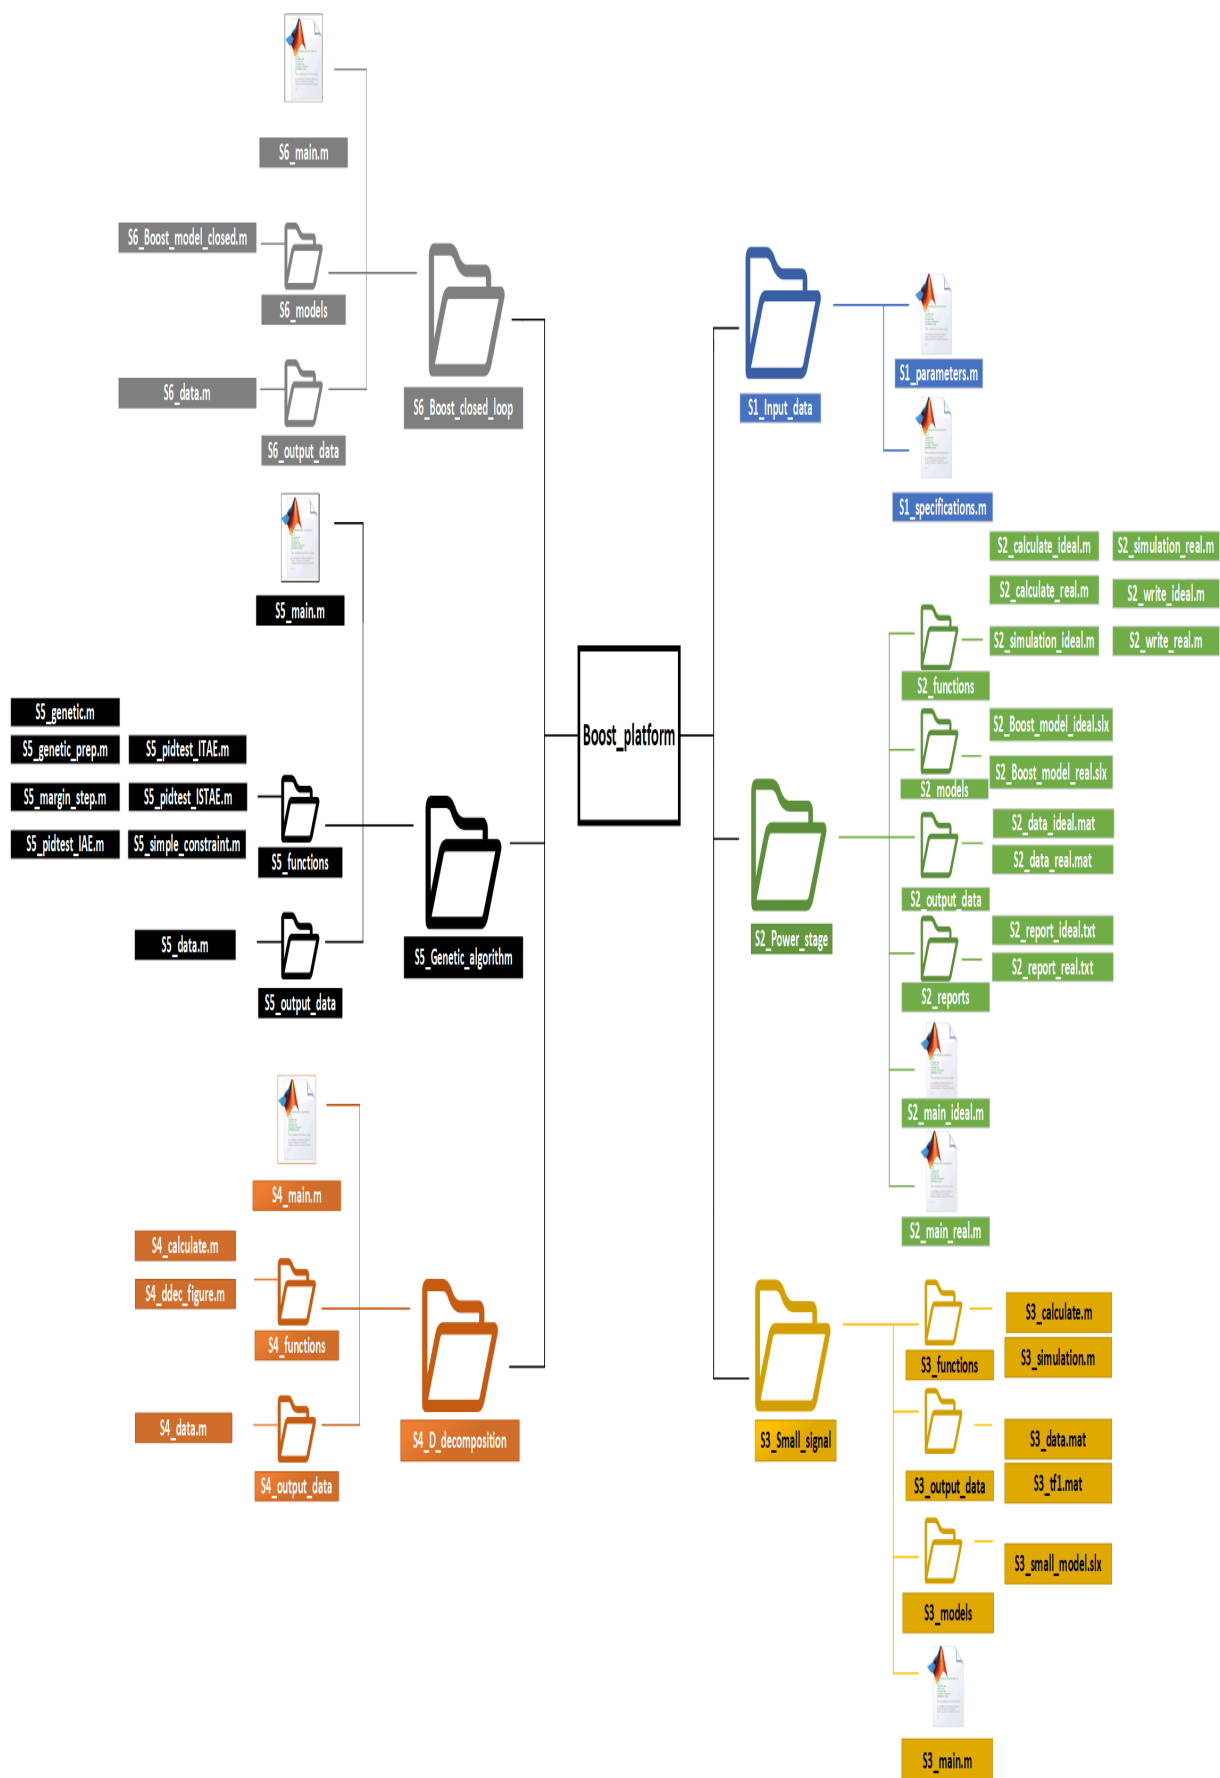 S6_main.m
S6_Boost_model_closed.m
S6_models
S6_data.m
S6_output_data
S6_Boost_closed_loop
S5_main.m
S5_genetic.m
S5_genetic_prep.m
S5_pidtest_ITAE.m
S5_margin_step.m
S5_pidtest_ISTAE.m
S5_pidtest_IAE.m
S5_simple_constraint.m
S5_functions
S5_data.m
S5_output_data
S5_Genetic_algorithm
S4_main.m
S4_calculate.m
S4_ddec_figure.m
S4_functions
S4_data.m
S4_output_data
S4_D_decomposition
Boost_platform
S1_Input_data
S1_parameters.m
S1_specifications.m
S2_calculate_ideal.m
S2_simulation_real.m
S2_calculate_real.m
S2_write_ideal.m
S2_simulation_ideal.m
S2_write_real.m
S2_functions
S2_Boost_model_ideal.slx
S2_Boost_model_real.slx
S2_models
S2_data_ideal.mat
S2_data_real.mat
S2_output_data
S2_report_ideal.txt
S2_report_real.txt
S2_reports
S2_Power_stage
S2_main_ideal.m
S2_main_real.m
S3_calculate.m
S3_simulation.m
S3_functions
S3_Small_signal
S3_data.mat
S3_tf1.mat
S3_output_data
S3_small_model.slx
S3_models
S3_main.m